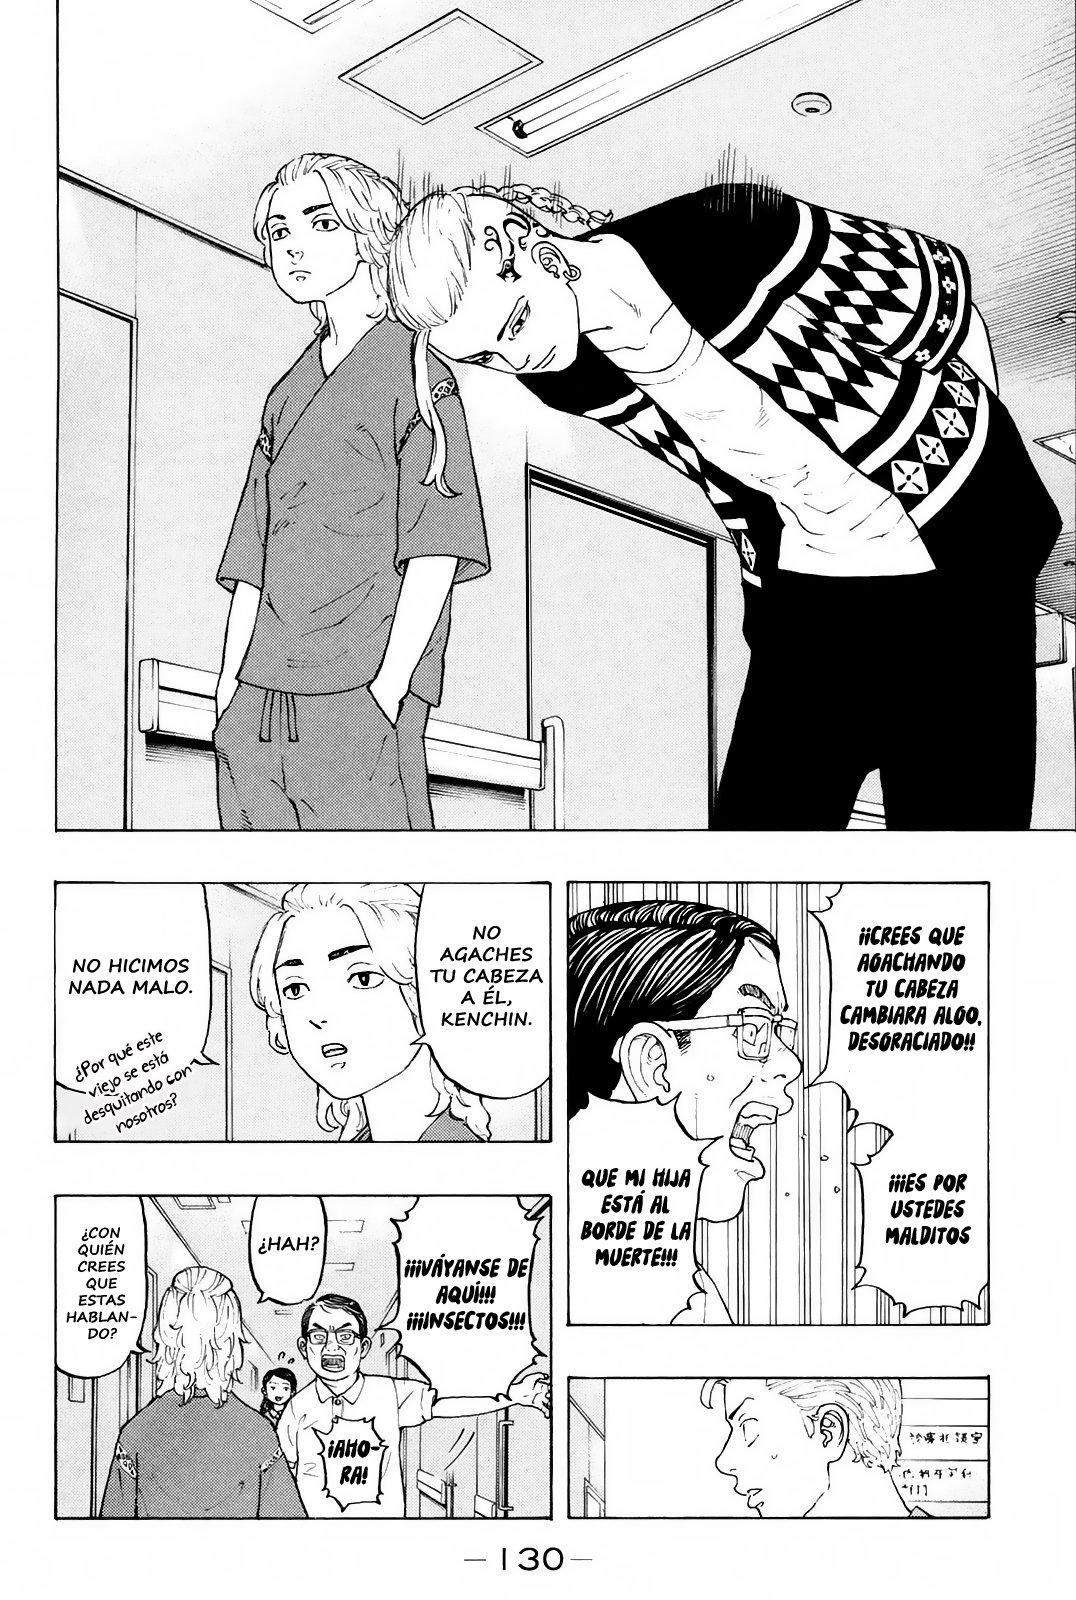 ¡¡CREES QUE
AGACHANDO
TU CABEZA
CAMBIARA ALGO,
DESGRACIADO!!
¡¡¡ES POR
USTEDES
MALDITOS
QUE MI HIJA
ESTÁ AL
BORDE DE LA
MUERTE!!!
NO
AGACHES
TU CABEZA
A ÉL,
KENCHIN.
NO HICIMOS
NADA MALO.
¿Por qué este
viejo se está
desquitando con
nosotros?
¡¡¡VÁYANSE DE
AQUÍ!!!
¡¡¡INSECTOS!!!
¡AHO-
RA!
¿HAH?
¿CON
QUIÉN
CREES
QUE
ESTAS
HABLAN-
DO?
— 130 —